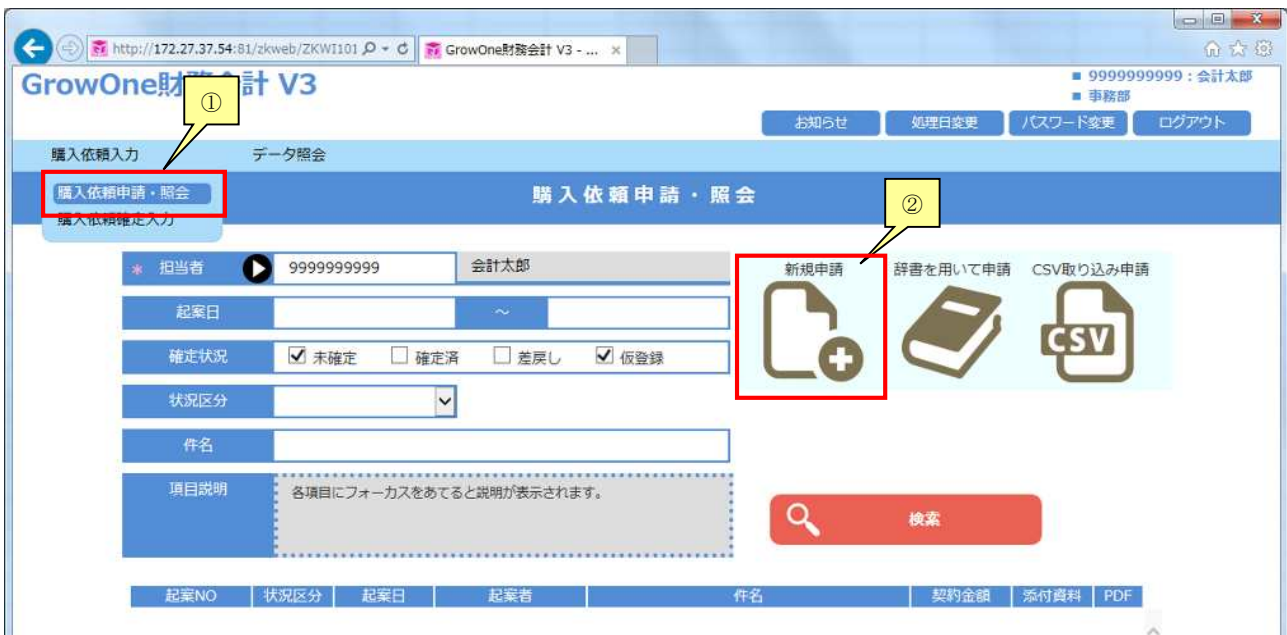 http://172.27.37.54:81/zkweb/ZKWI101
GrowOne財務会計 V3 - ...
GrowOne財務会計 V3
①
■ 9999999999：会計太郎
■ 事務部
お知らせ 処理日変更 パスワード変更 ログアウト
購入依頼入力 データ照会
購入依頼申請・照会
購入依頼申請・照会
②
購入依頼確定入力
* 担当者 9999999999 会計太郎
新規申請 辞書を用いて申請 CSV取り込み申請
起案日 ～
CSV
確定状況 未確定 確定済 差戻し 仮登録
状況区分
件名
項目説明 各項目にフォーカスをあてると説明が表示されます。
検索
起案NO 状況区分 起案日 起案者 件名 契約金額 添付資料 PDF